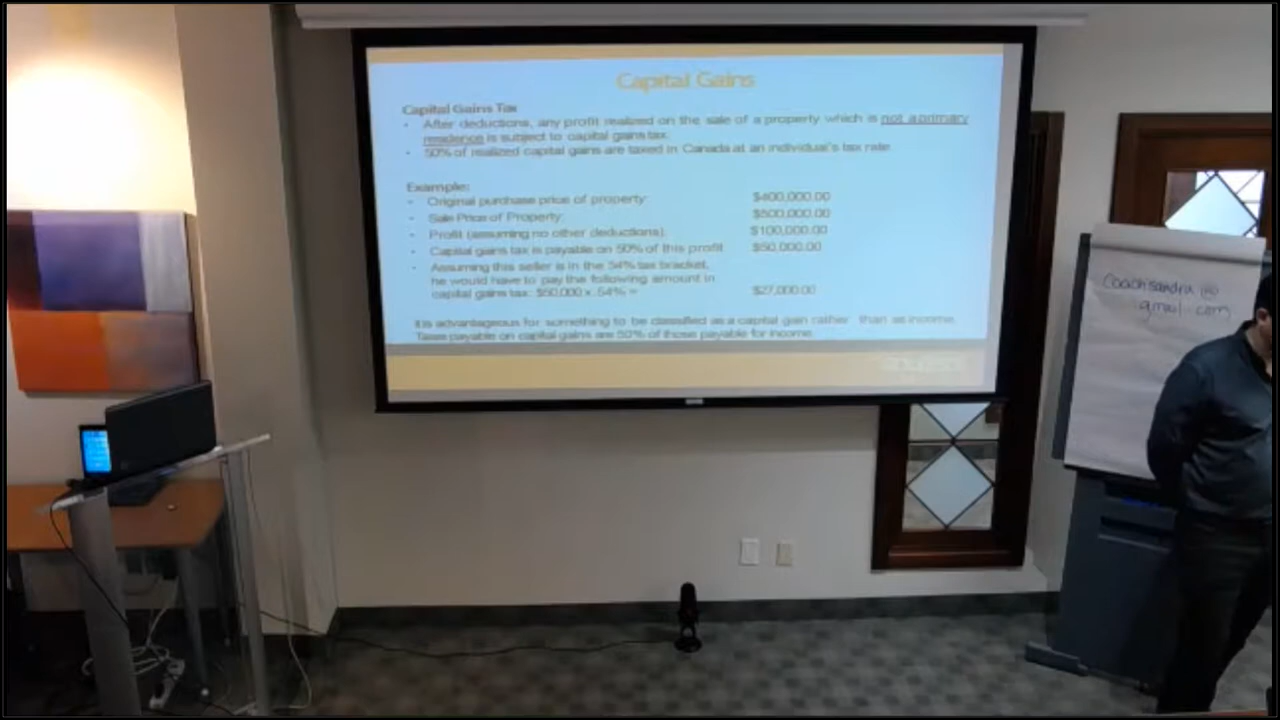 Capital Gains
Capital Gains Tax
- After deductions, any profit realized on the sale of a property which is not a primary
residence is subject to capital gains tax.
- 50% of realized capital gains are taxed in Canada at an individual's tax rate
Example:
- Original purchase price of property: $400,000.00
- Sale Price of Property: $500,000.00
- Profit (assuming no other deductions): $100,000.00
- Capital gains tax is payable on 50% of this profit $50,000.00
- Assuming this seller is in the 54% tax bracket,
he would have to pay the following amount in
capital gains tax: $50,000 x .54% = $27,000.00
It is advantageous for something to be classified as a capital gain rather than as income.
Taxes payable on capital gains are 50% of those payable for income.
Coachsandra@
gmail.com